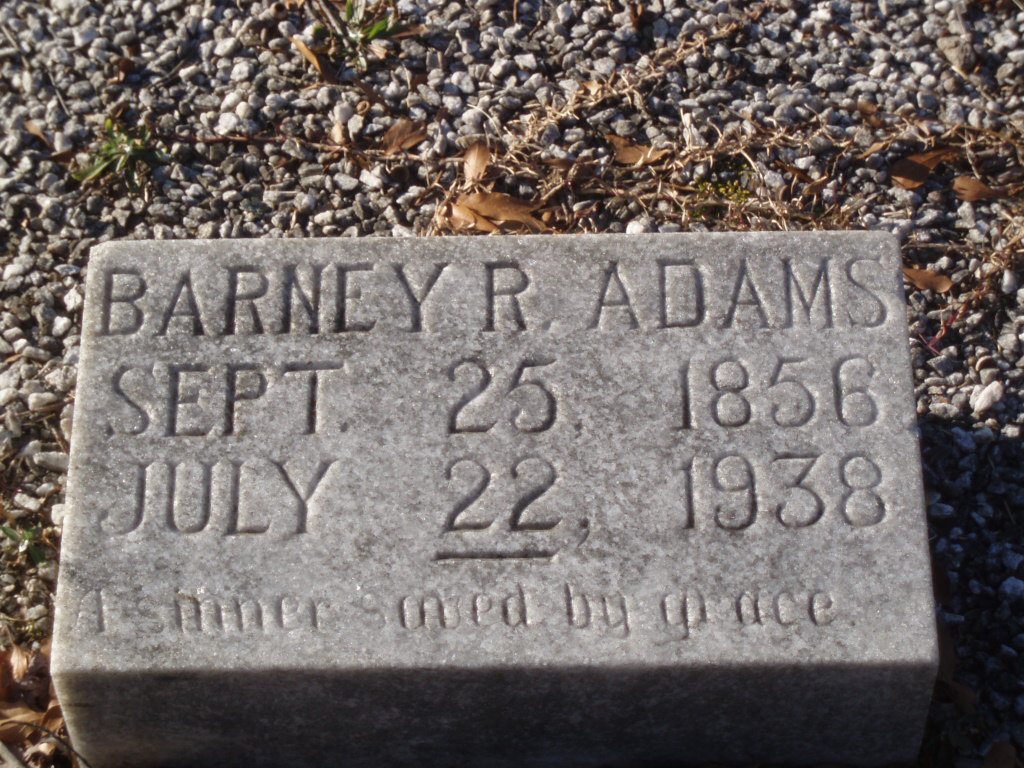 BARNEY R. ADAMS
SEPT. 25, 1856
JULY 22, 1938
A sinner saved by grace.